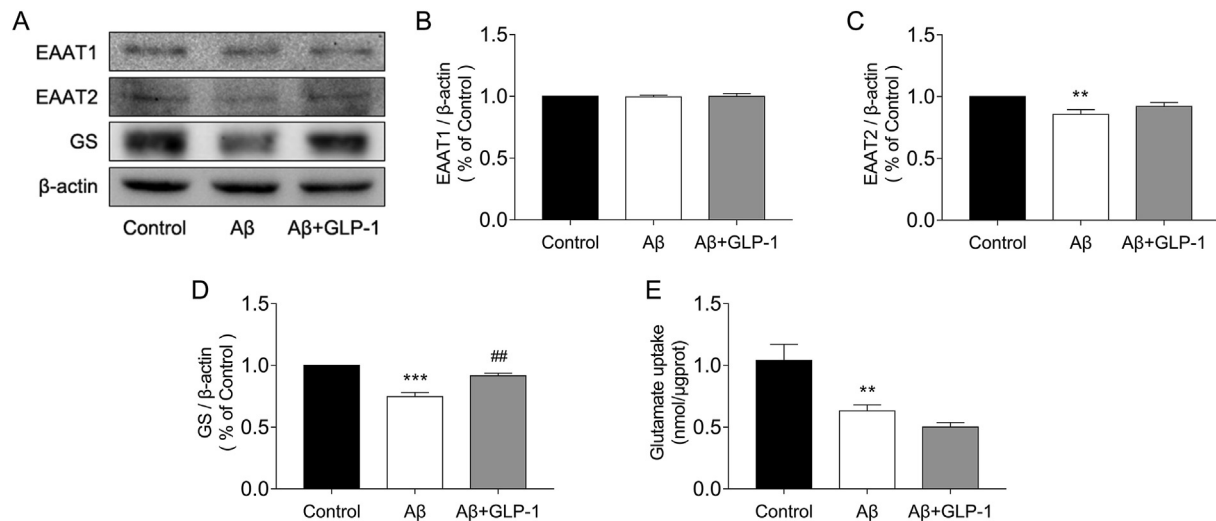 A
EAAT1
EAAT2
GS
β-actin
Control Aβ Aβ+GLP-1
B
EAAT1 / β-actin
( % of Control )
1.5
1.0
0.5
0.0
Control Aβ Aβ+GLP-1
C
EAAT2 / β-actin
( % of Control )
1.5
1.0
0.5
0.0
**
Control Aβ Aβ+GLP-1
D
GS / β-actin
( % of Control )
1.5
1.0
0.5
0.0
***
##
Control Aβ Aβ+GLP-1
E
Glutamate uptake
(nmol/µgprot)
1.5
1.0
0.5
0.0
**
Control Aβ Aβ+GLP-1